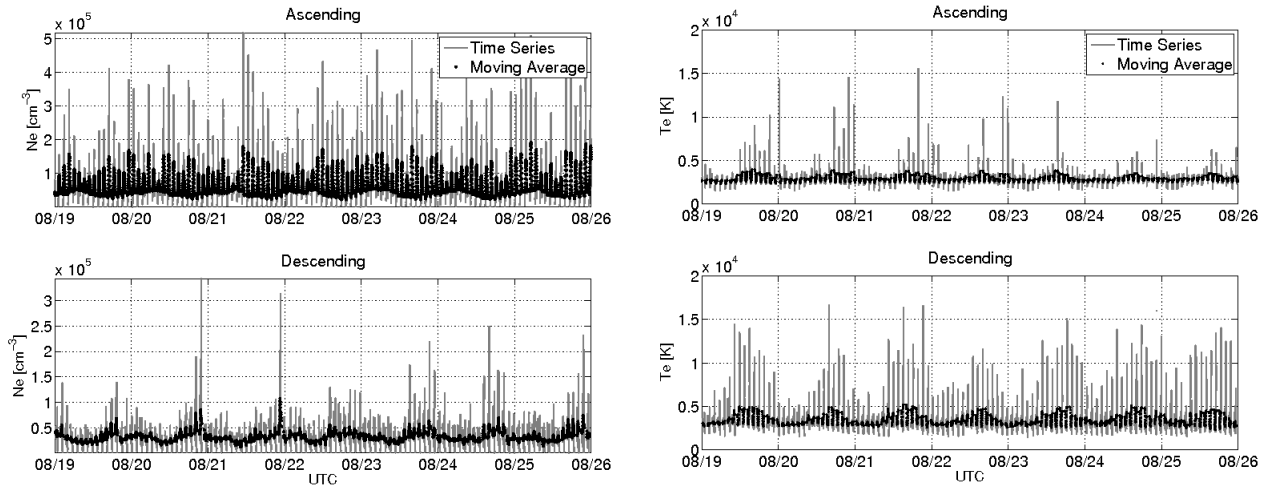 Ascending
x 10^5
Ne [cm^−3]
5
4
3
2
1
Time Series
Moving Average
08/19 08/20 08/21 08/22 08/23 08/24 08/25 08/26
Ascending
x 10^4
Te [K]
2
1.5
1
0.5
0
Time Series
Moving Average
08/19 08/20 08/21 08/22 08/23 08/24 08/25 08/26
Descending
x 10^5
Ne [cm^−3]
3
2.5
2
1.5
1
0.5
08/19 08/20 08/21 08/22 08/23 08/24 08/25 08/26
UTC
Descending
x 10^4
Te [K]
2
1.5
1
0.5
0
08/19 08/20 08/21 08/22 08/23 08/24 08/25 08/26
UTC